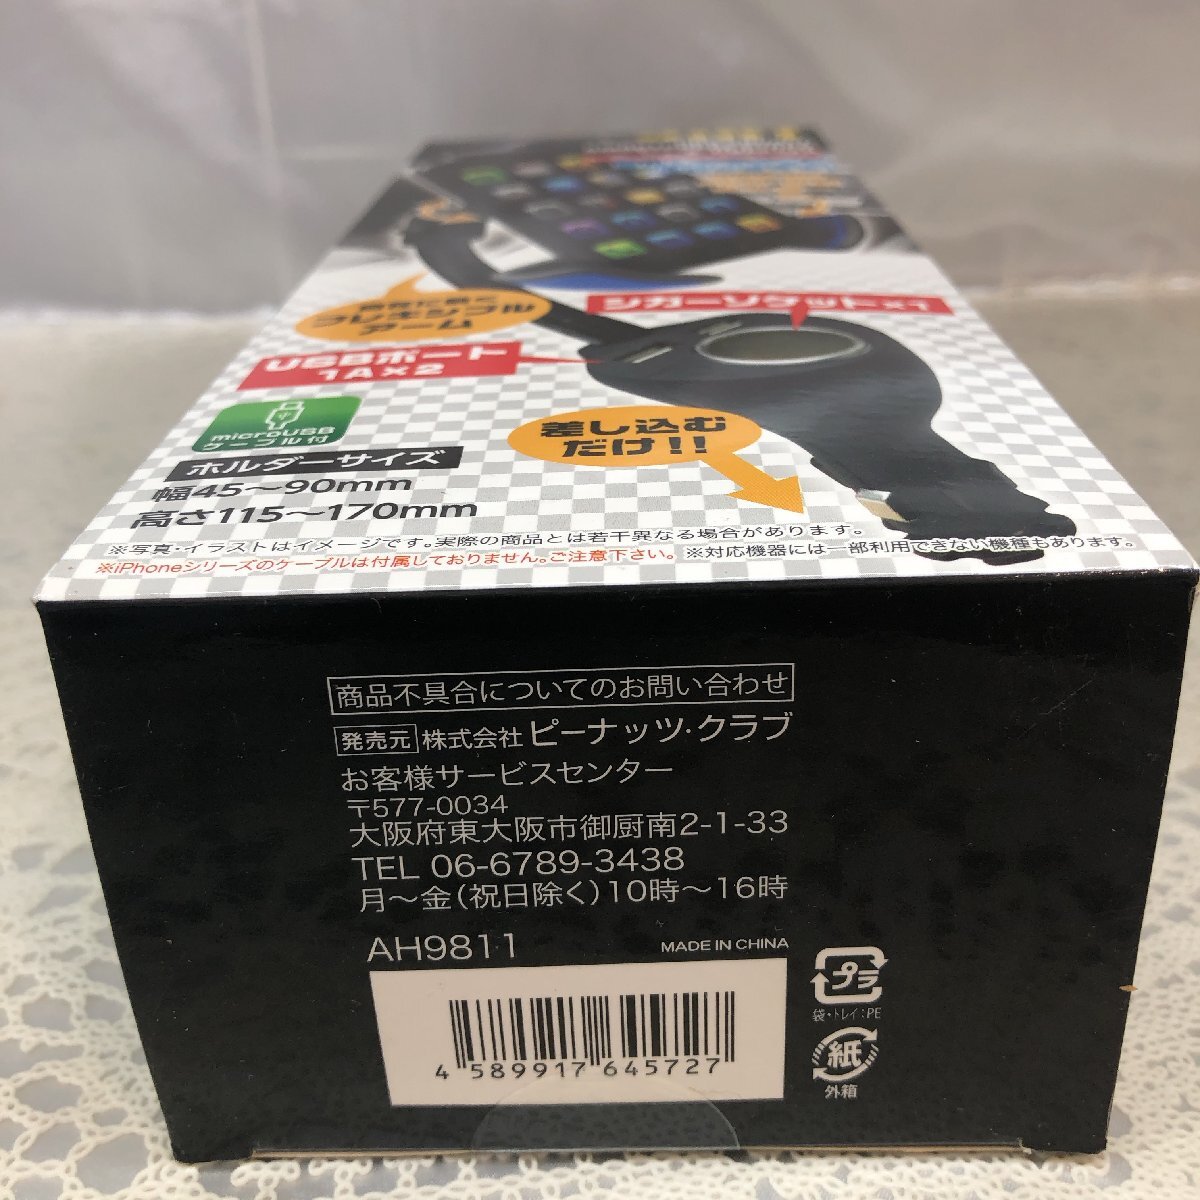 自在に動く
フレキシブル
アーム
シガーソケット×1
USBポート
1A×2
microUSB
ケーブル付
差し込む
だけ!!
ホルダーサイズ
幅45〜90mm
高さ115〜170mm
※写真・イラストはイメージです。実際の商品とは若干異なる場合があります。
※iPhoneシリーズのケーブルは付属しておりません。ご注意下さい。 ※対応機器には一部利用できない機種もあります。
商品不具合についてのお問い合わせ
発売元 株式会社 ピーナッツ・クラブ
お客様サービスセンター
〒577-0034
大阪府東大阪市御厨南2-1-33
TEL 06-6789-3438
月〜金(祝日除く)10時〜16時
AH9811 MADE IN CHINA
プラ
袋・トレイ:PE
紙
外箱
4 589917 645727